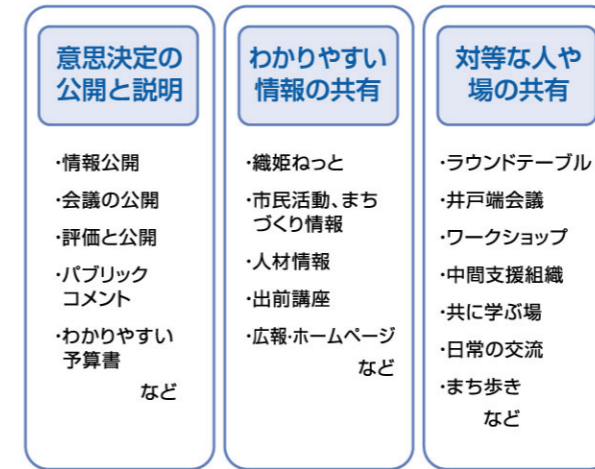 意思決定の
公開と説明
・情報公開
・会議の公開
・評価と公開
・パブリック
コメント
・わかりやすい
予算書
など
わかりやすい
情報の共有
・織姫ねっと
・市民活動、まち
づくり情報
・人材情報
・出前講座
・広報・ホームページ
など
対等な人や
場の共有
・ラウンドテーブル
・井戸端会議
・ワークショップ
・中間支援組織
・共に学ぶ場
・日常の交流
・まち歩き
など